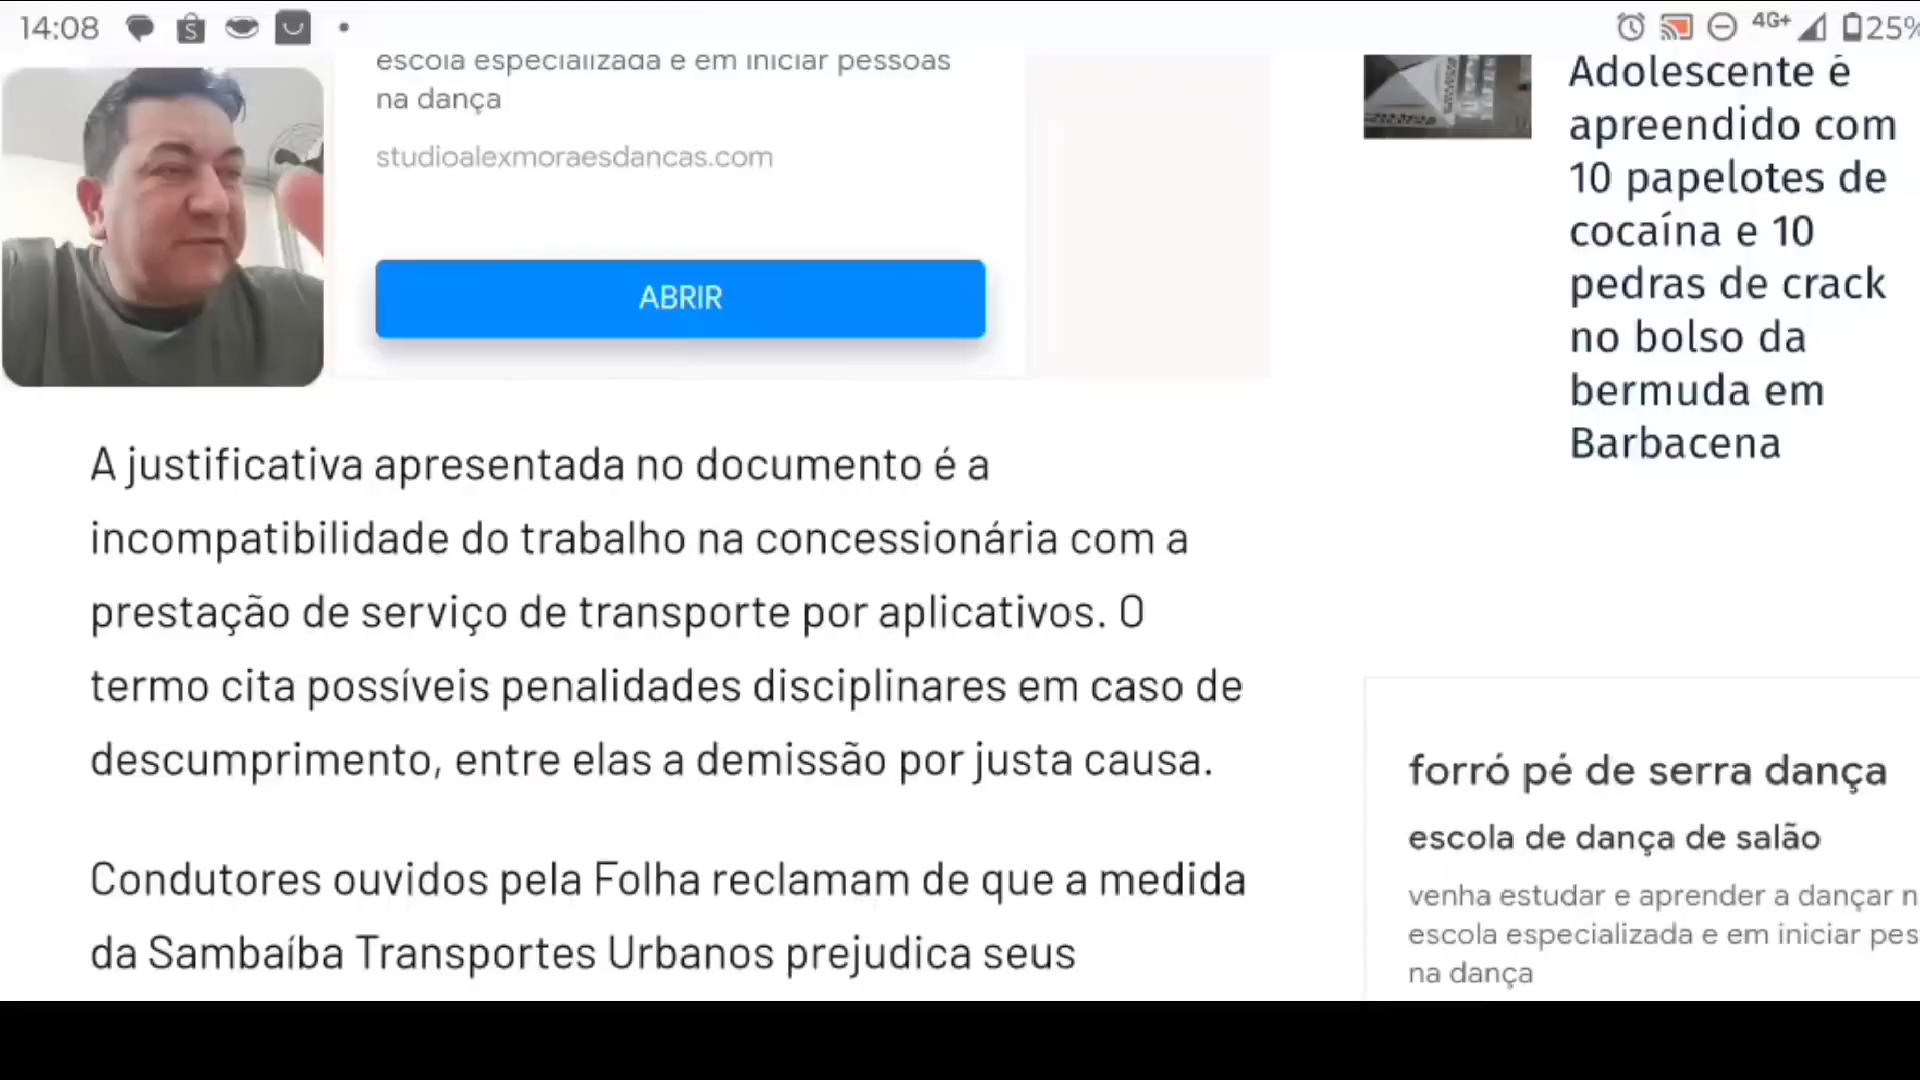 14:08
4G+
25%
escola especializada e em iniciar pessoas
na dança
studioalexmoraesdancas.com
ABRIR
A justificativa apresentada no documento é a
incompatibilidade do trabalho na concessionária com a
prestação de serviço de transporte por aplicativos. O
termo cita possíveis penalidades disciplinares em caso de
descumprimento, entre elas a demissão por justa causa.
Condutores ouvidos pela Folha reclamam de que a medida
da Sambaíba Transportes Urbanos prejudica seus
Adolescente é
apreendido com
10 papelotes de
cocaína e 10
pedras de crack
no bolso da
bermuda em
Barbacena
forró pé de serra dança
escola de dança de salão
venha estudar e aprender a dançar n
escola especializada e em iniciar pes
na dança